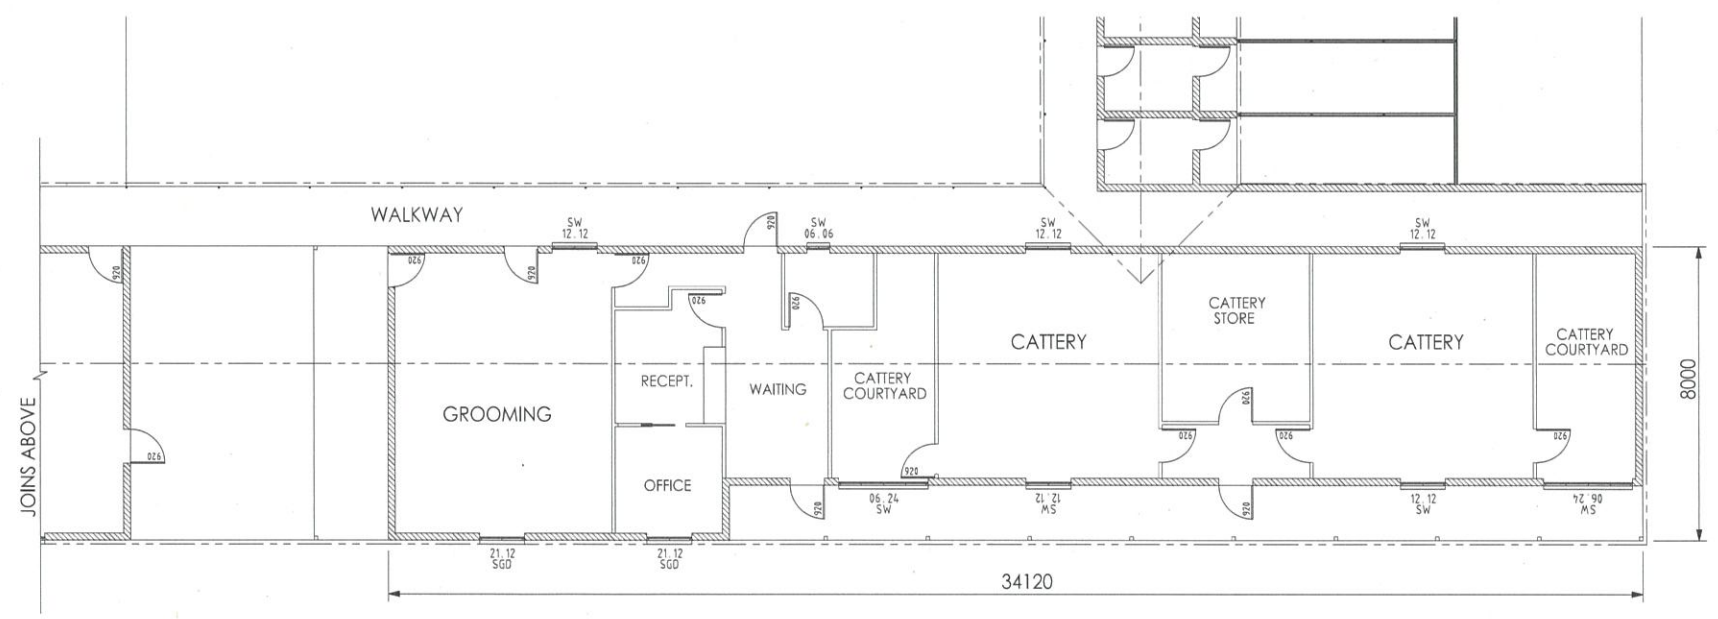 WALKWAY
920
SW
12.12
SW
06.06
SW
12.12
SW
12.12
920
920
920
920
920
920
CATTERY
STORE
CATTERY
CATTERY
CATTERY
COURTYARD
RECEPT.
WAITING
CATTERY
COURTYARD
GROOMING
8000
JOINS ABOVE
920
920
920
920
920
920
OFFICE
920
06.24
SW
12.12
SW
920
12.12
SW
06.24
SW
21.12
SGD
21.12
SGD
34120